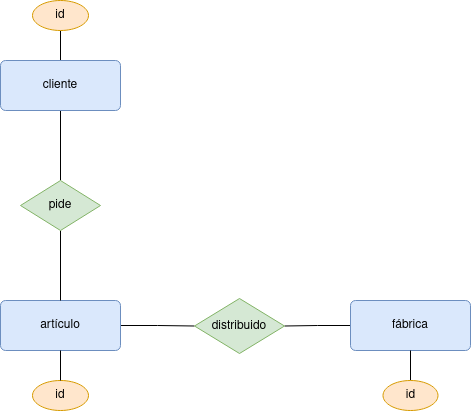 id
cliente
pide
artículo
distribuido
fábrica
id
id